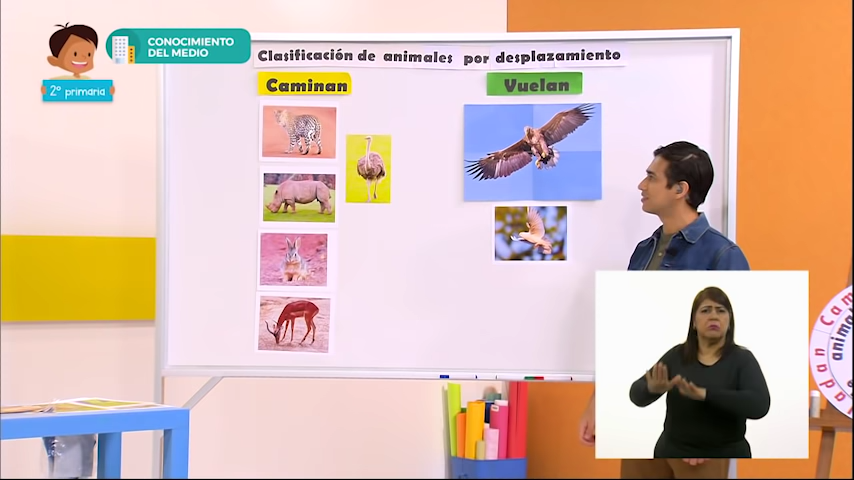 CONOCIMIENTO
DEL MEDIO
2º primaria
Clasificación de animales por desplazamiento
Caminan
Vuelan